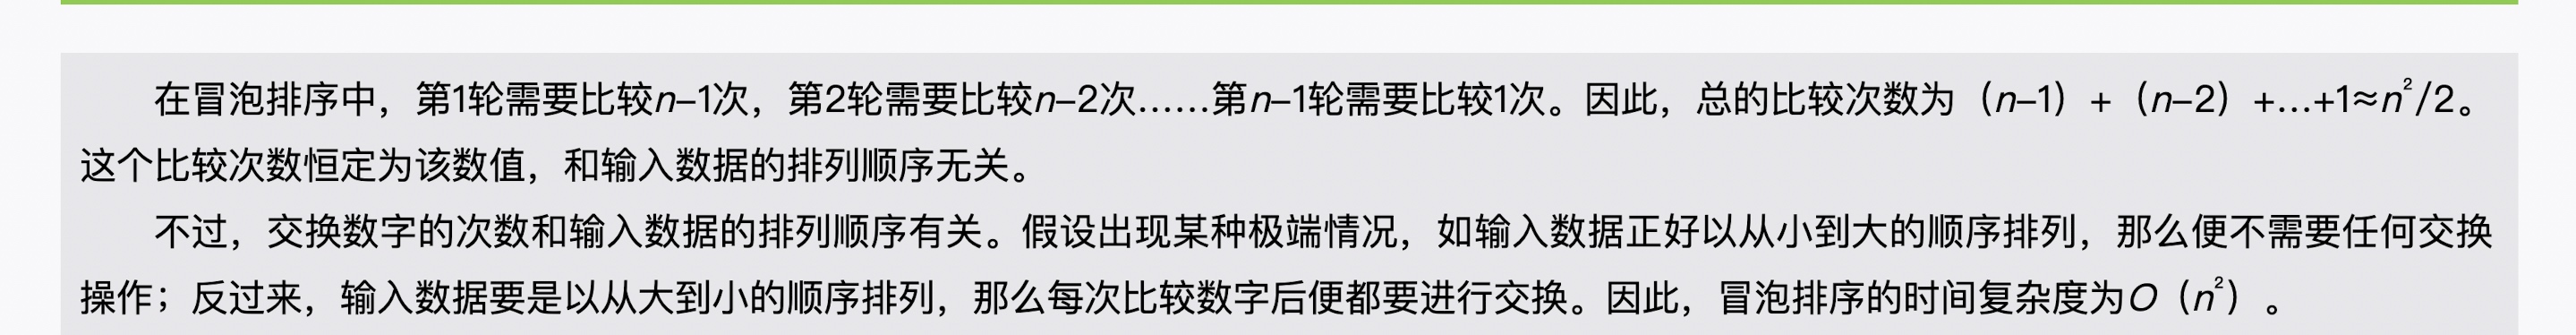 在冒泡排序中，第1轮需要比较n–1次，第2轮需要比较n–2次……第n–1轮需要比较1次。因此，总的比较次数为（n–1）+（n–2）+…+1≈n²/2。
这个比较次数恒定为该数值，和输入数据的排列顺序无关。
不过，交换数字的次数和输入数据的排列顺序有关。假设出现某种极端情况，如输入数据正好以从小到大的顺序排列，那么便不需要任何交换
操作；反过来，输入数据要是以从大到小的顺序排列，那么每次比较数字后便都要进行交换。因此，冒泡排序的时间复杂度为O（n²）。